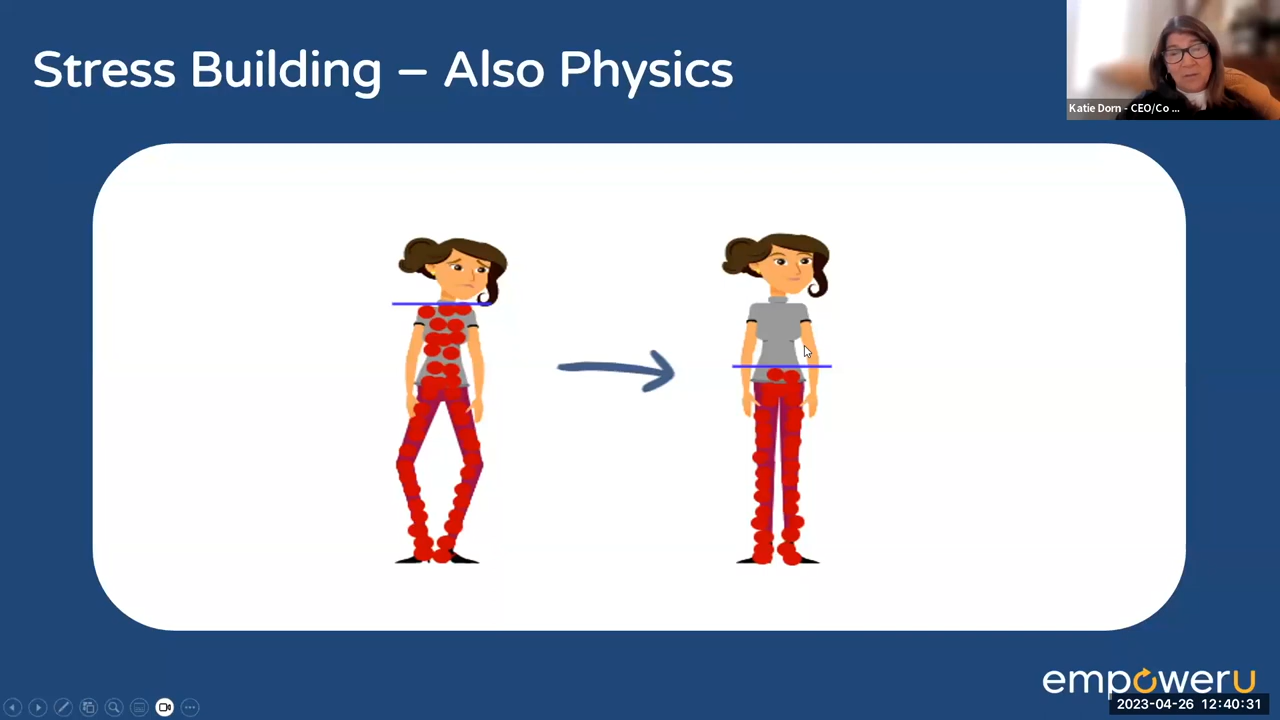 Stress Building – Also Physics
Katie Dorn - CEO/Co ...
empoweru
2023-04-26 12:40:31